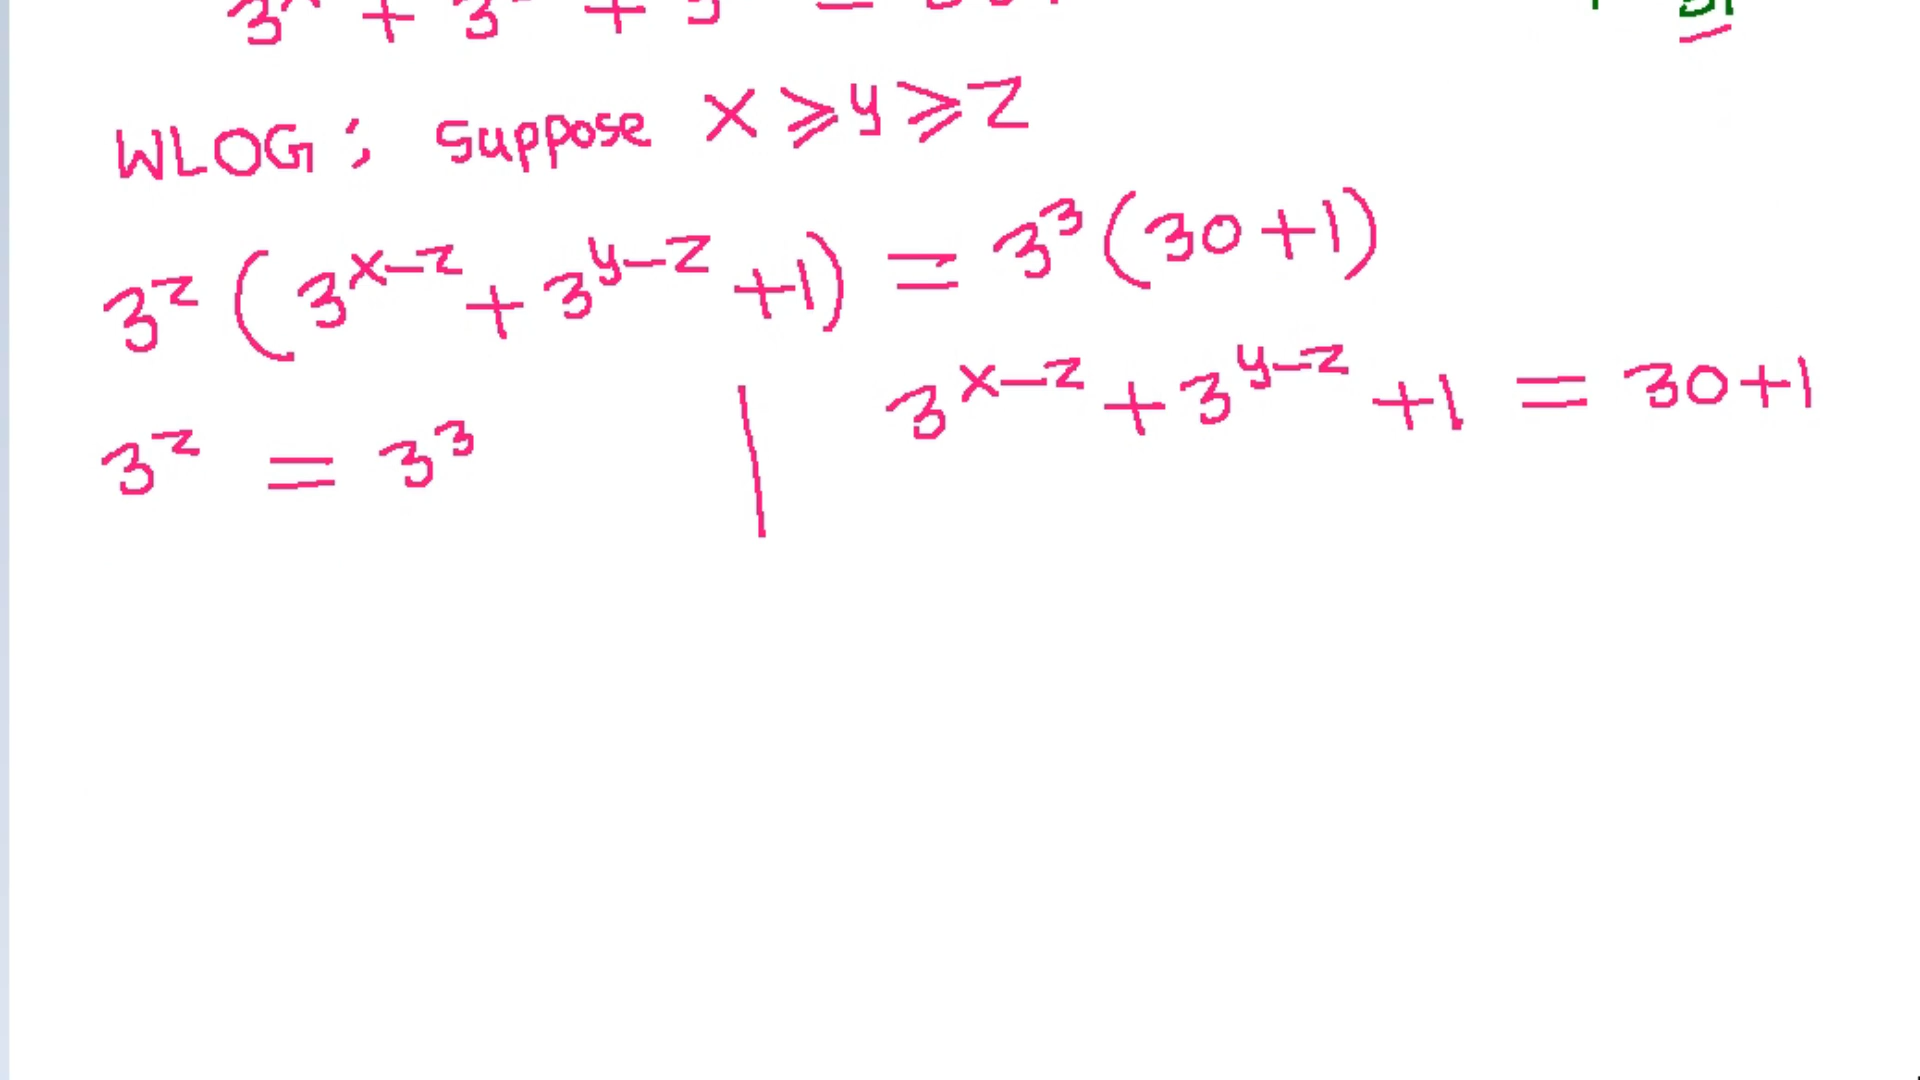 WLOG: suppose x ≥ y ≥ z
3^z (3^{x-z} + 3^{y-z} + 1) = 3^3 (30+1)
3^z = 3^3 | 3^{x-z} + 3^{y-z} + 1 = 30+1